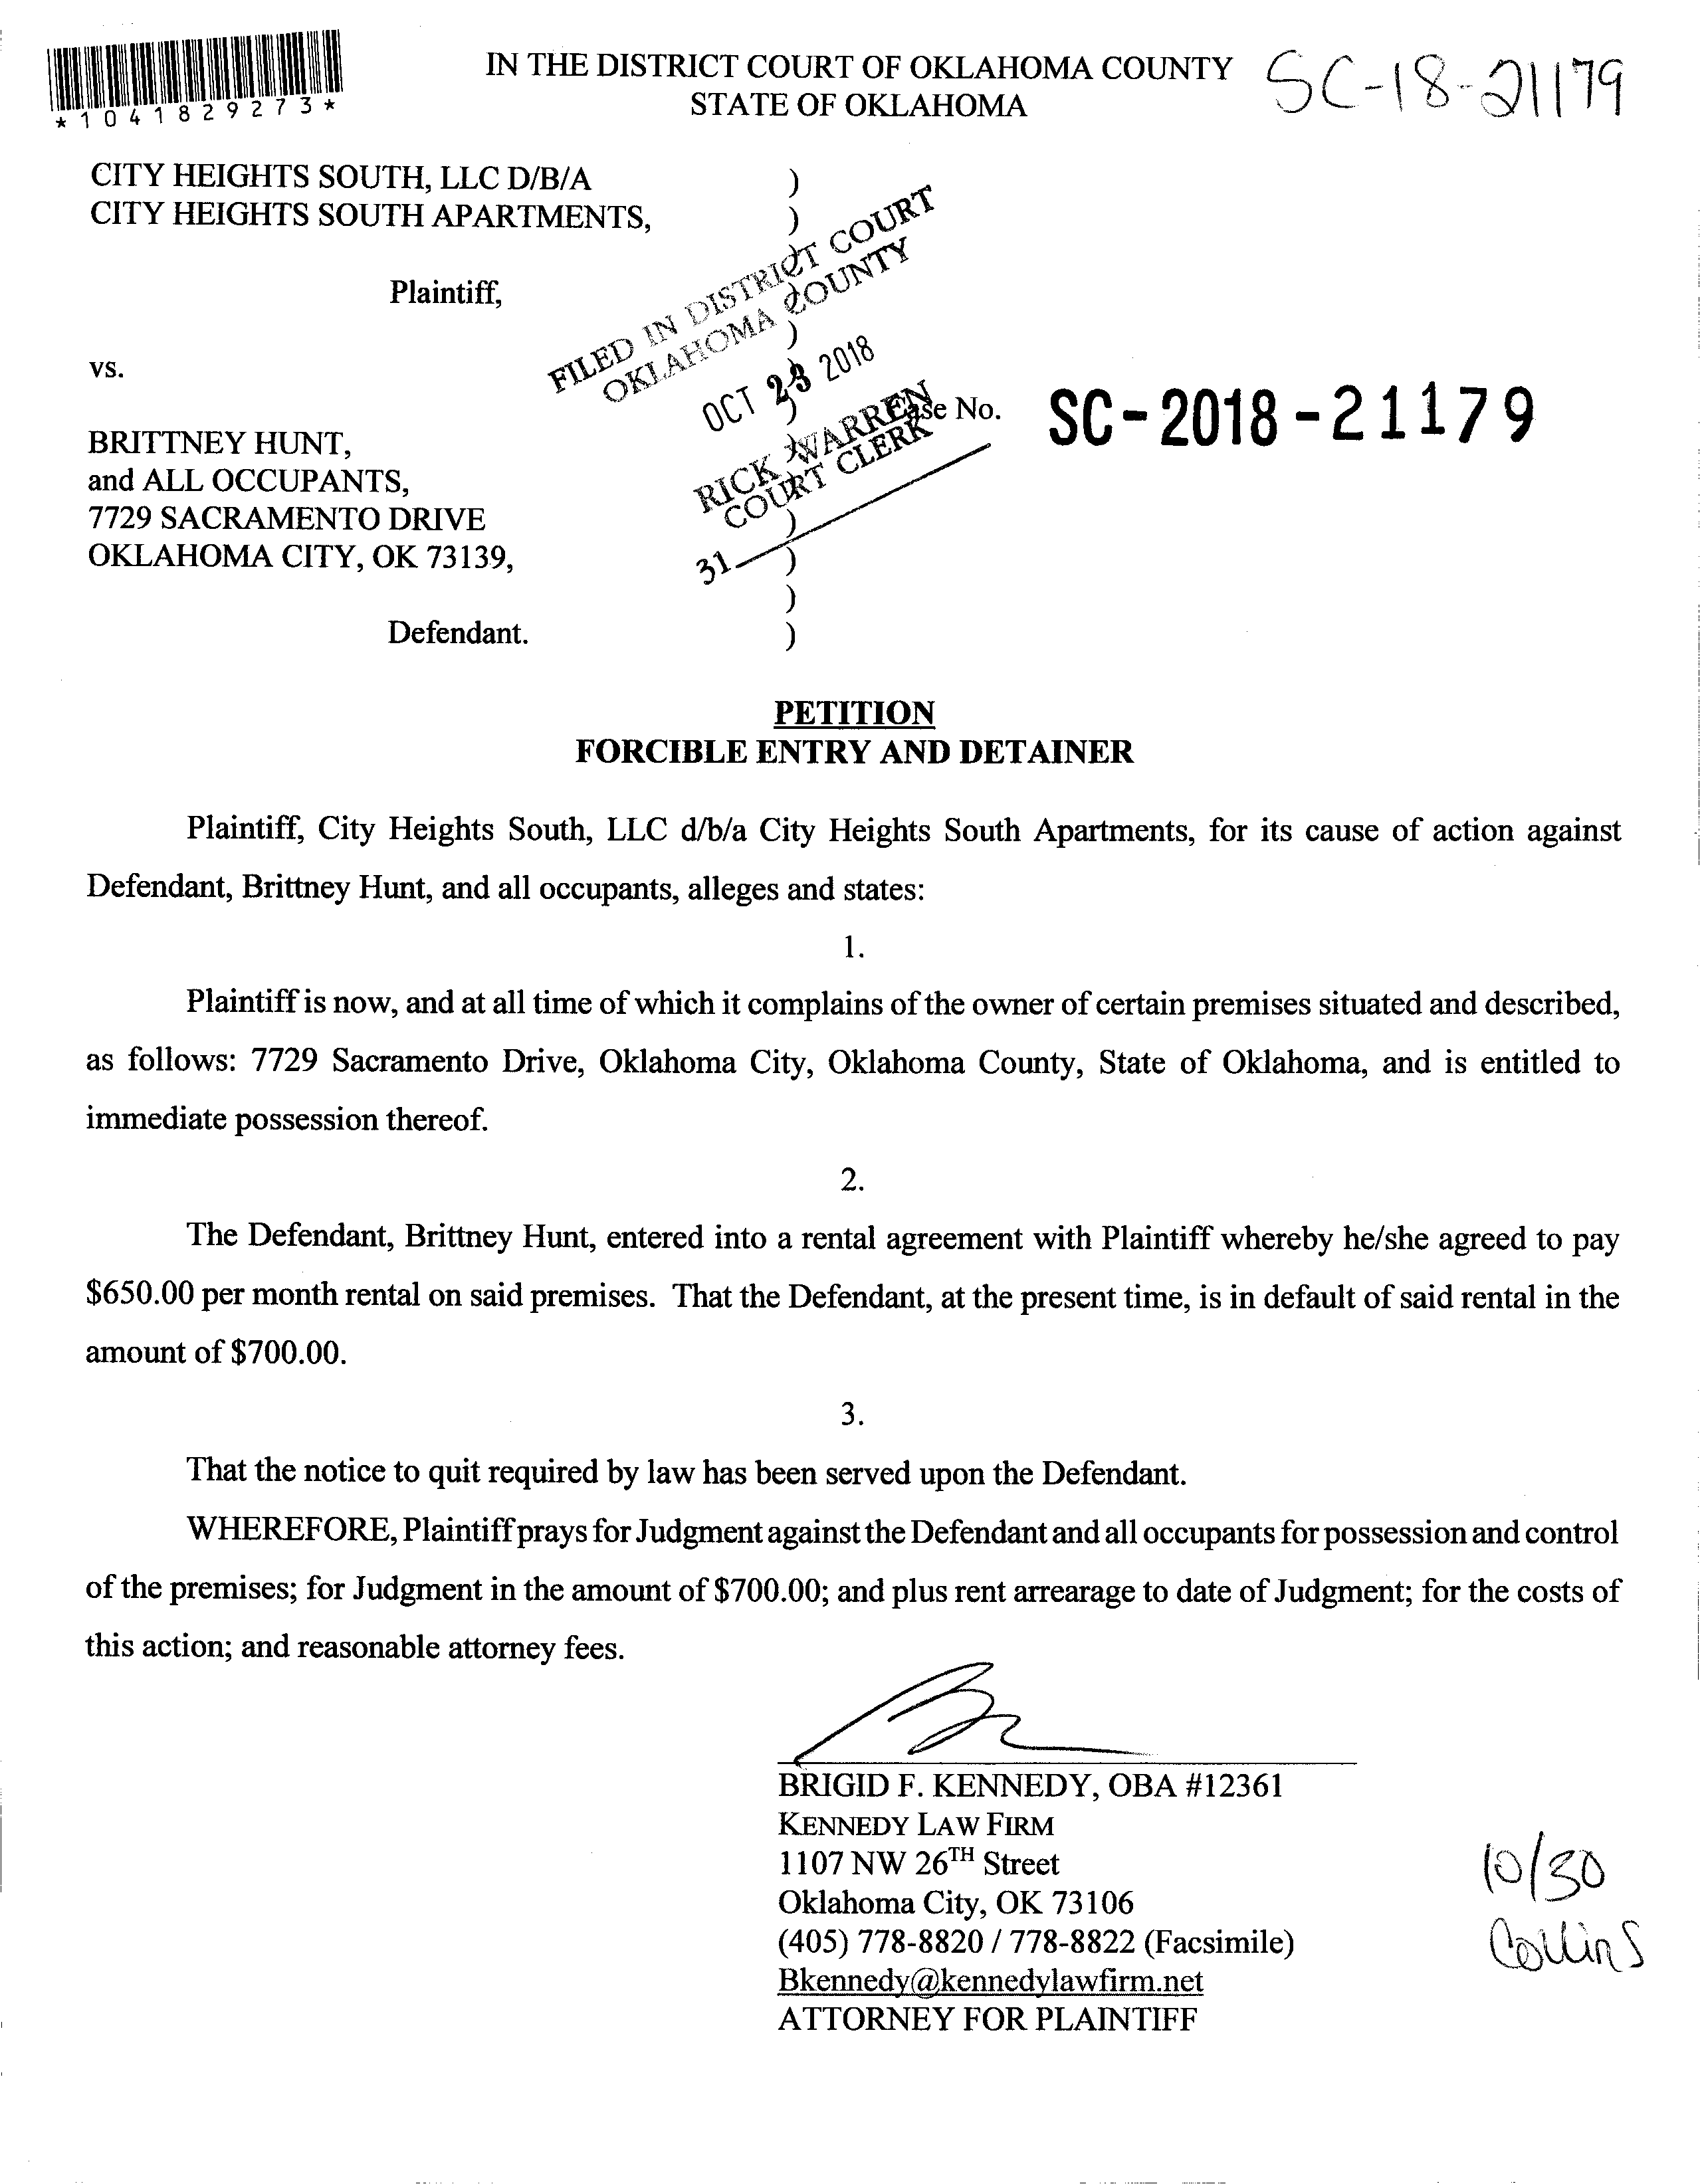 *1041829273*
IN THE DISTRICT COURT OF OKLAHOMA COUNTY
STATE OF OKLAHOMA
SC-18-21179
CITY HEIGHTS SOUTH, LLC D/B/A )
CITY HEIGHTS SOUTH APARTMENTS, )
)
Plaintiff, )
)
vs. )
) Case No. SC-2018-21179
BRITTNEY HUNT, )
and ALL OCCUPANTS, )
7729 SACRAMENTO DRIVE )
OKLAHOMA CITY, OK 73139, )
)
Defendant. )
FILED IN DISTRICT COURT
OKLAHOMA COUNTY
OCT 23 2018
RICK WARREN
COURT CLERK
31
PETITION
FORCIBLE ENTRY AND DETAINER
Plaintiff, City Heights South, LLC d/b/a City Heights South Apartments, for its cause of action against
Defendant, Brittney Hunt, and all occupants, alleges and states:
1.
Plaintiff is now, and at all time of which it complains of the owner of certain premises situated and described,
as follows: 7729 Sacramento Drive, Oklahoma City, Oklahoma County, State of Oklahoma, and is entitled to
immediate possession thereof.
2.
The Defendant, Brittney Hunt, entered into a rental agreement with Plaintiff whereby he/she agreed to pay
$650.00 per month rental on said premises. That the Defendant, at the present time, is in default of said rental in the
amount of $700.00.
3.
That the notice to quit required by law has been served upon the Defendant.
WHEREFORE, Plaintiff prays for Judgment against the Defendant and all occupants for possession and control
of the premises; for Judgment in the amount of $700.00; and plus rent arrearage to date of Judgment; for the costs of
this action; and reasonable attorney fees.
BRIGID F. KENNEDY, OBA #12361
KENNEDY LAW FIRM
1107 NW 26TH Street
Oklahoma City, OK 73106
(405) 778-8820 / 778-8822 (Facsimile)
Bkennedy@kennedylawfirm.net
ATTORNEY FOR PLAINTIFF
10/30
Collins